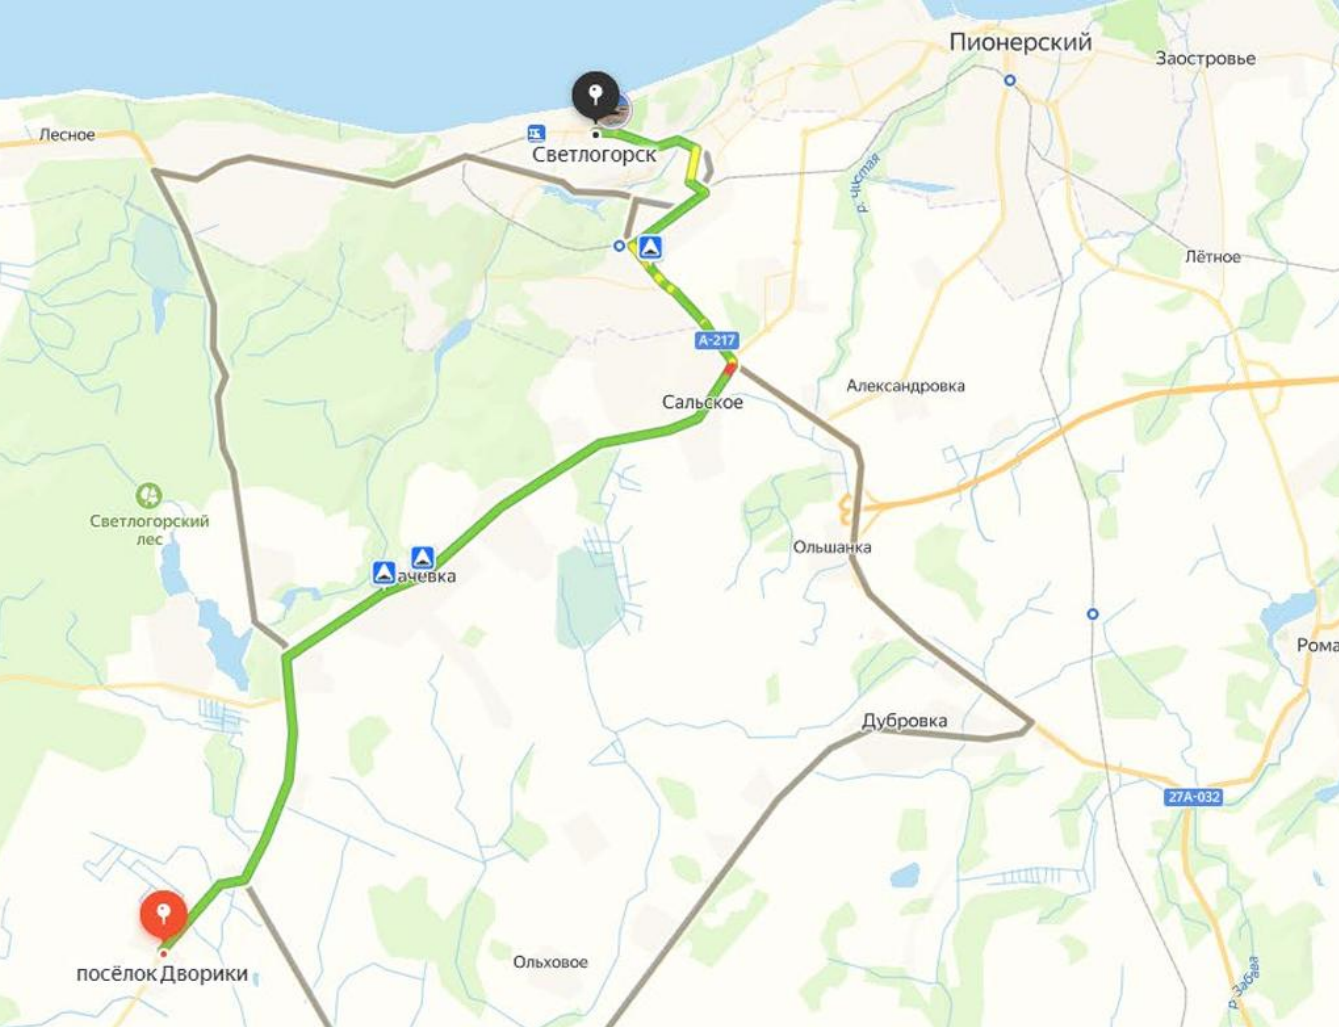 Пионерский
Заостровье
Лесное
Светлогорск
р. Чистая
Лётное
А-217
Александровка
Сальское
Светлогорский
лес
Ольшанка
ачевка
Рома
Дубровка
27А-032
Ольховое
посёлок Дворики
р. Забава